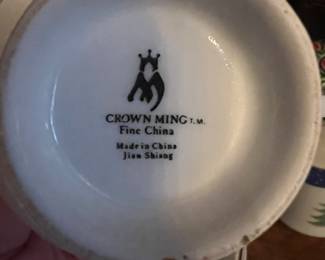 CROWN MING T.M.
Fine China
Made in China
Jian Shiang